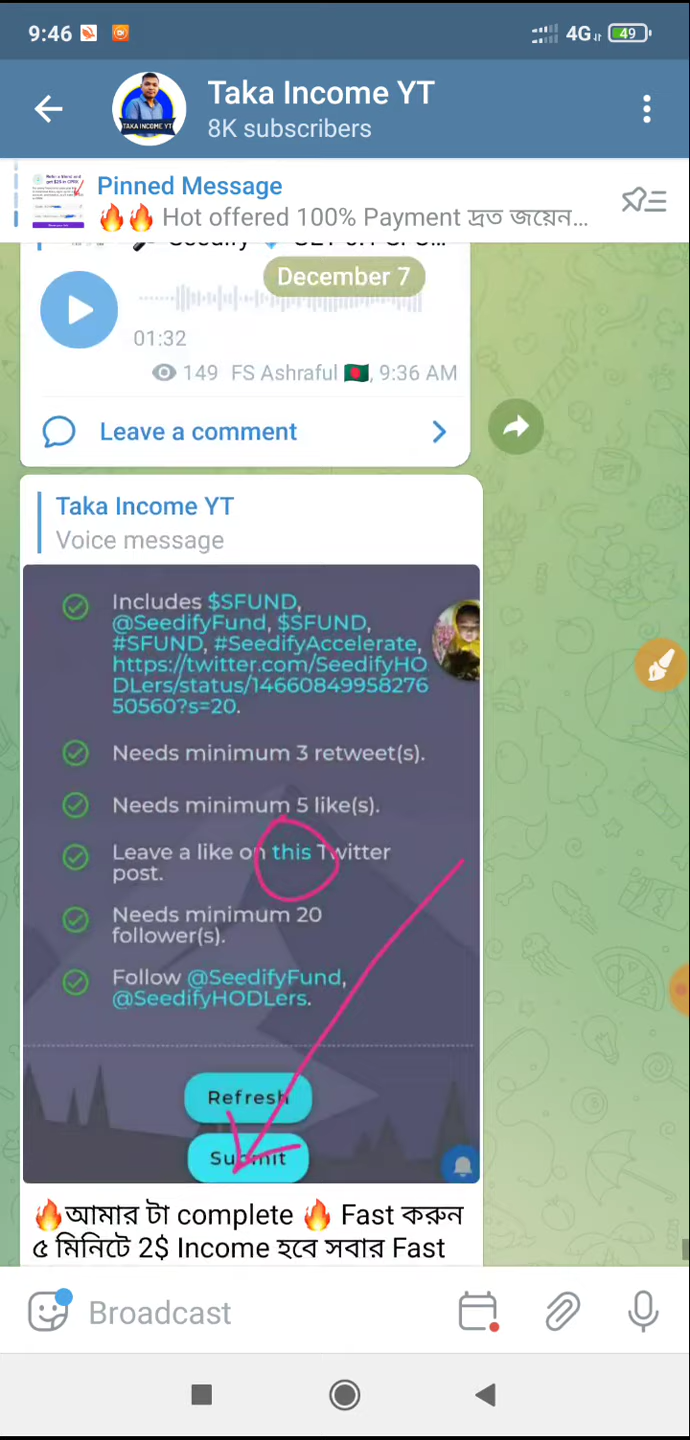 9:46
4G
49
Taka Income YT
8K subscribers
TAKA INCOME YT
Pinned Message
🔥🔥 Hot offered 100% Payment দ্রত জয়েন...
December 7
01:32
149 FS Ashraful 🇧🇩, 9:36 AM
Leave a comment
Taka Income YT
Voice message
Includes $SFUND,
@SeedifyFund, $SFUND,
#SFUND, #SeedifyAccelerate,
https://twitter.com/SeedifyHO
DLers/status/14660849958276
50560?s=20.
Needs minimum 3 retweet(s).
Needs minimum 5 like(s).
Leave a like on this Twitter
post.
Needs minimum 20
follower(s).
Follow @SeedifyFund,
@SeedifyHODLers.
Refresh
Submit
🔥আমার টা complete 🔥 Fast করুন
৫ মিনিটে 2$ Income হবে সবার Fast
Broadcast